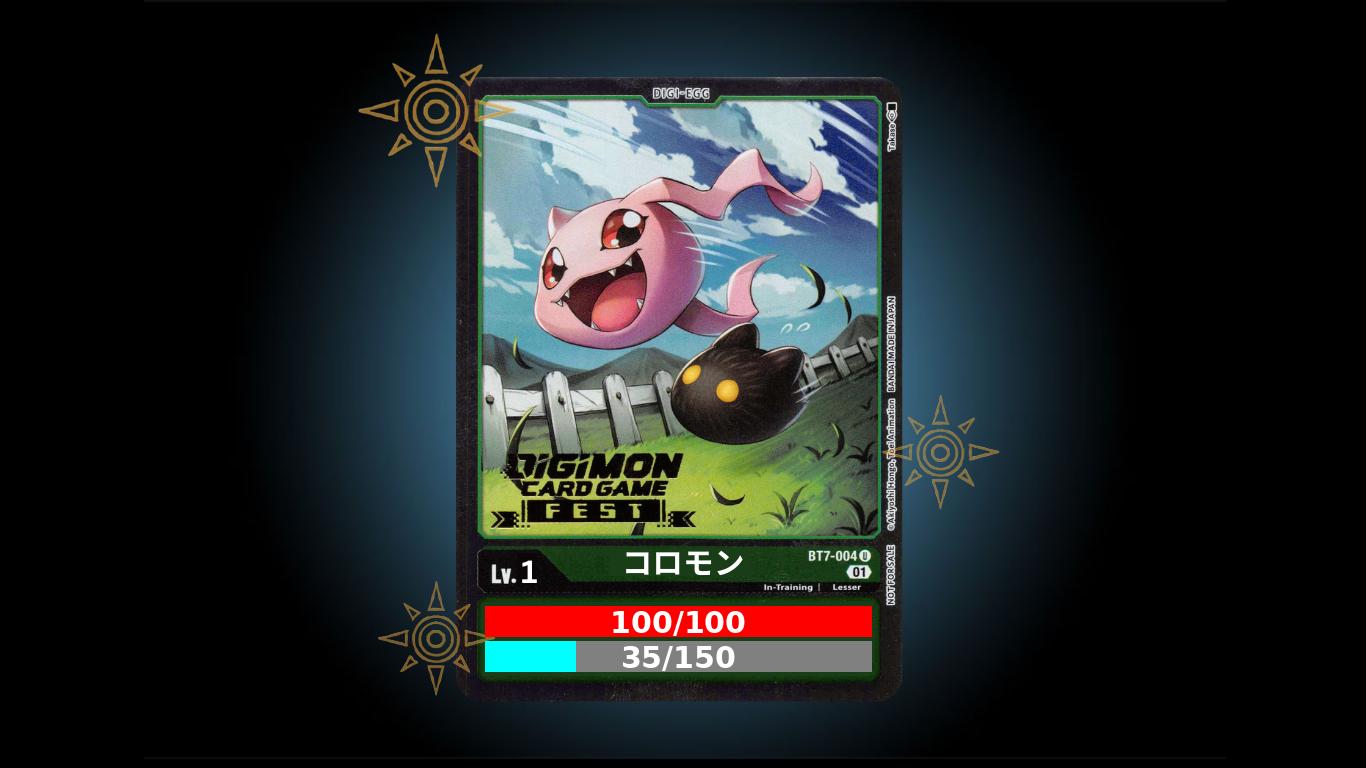 DIGI-EGG
Takase
DIGIMON
CARD GAME
FEST
© Akiyoshi Hongo, Toei Animation BANDAI MADE IN JAPAN
NOT FOR SALE
Lv.1
コロモン
BT7-004 U
01
In-Training | Lesser
100/100
35/150